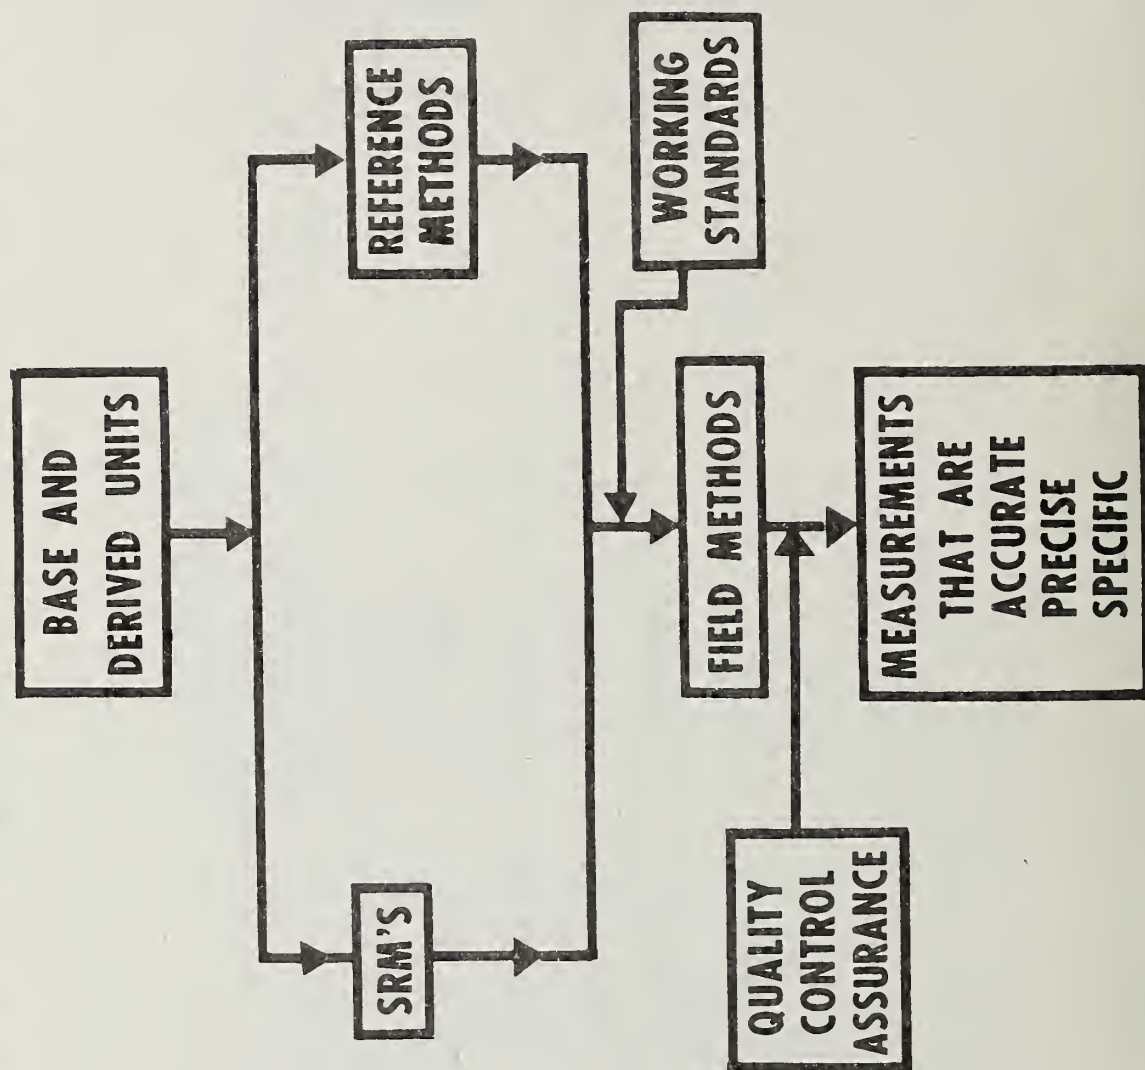 BASE AND
DERIVED UNITS
SRM'S
REFERENCE
METHODS
WORKING
STANDARDS
FIELD METHODS
QUALITY
CONTROL
ASSURANCE
MEASUREMENTS
THAT ARE
ACCURATE
PRECISE
SPECIFIC